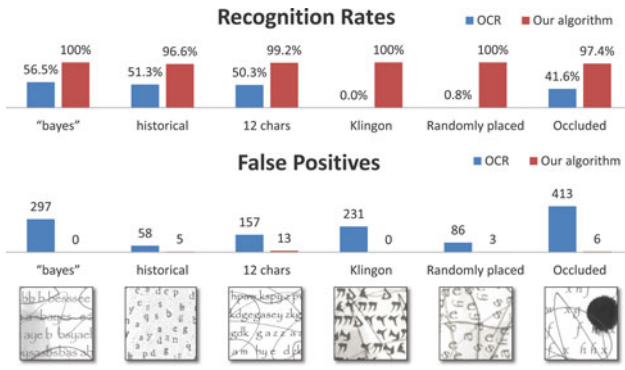 Recognition Rates
OCR Our algorithm
56.5% 100% 51.3% 96.6% 50.3% 99.2% 0.0% 100% 0.8% 100% 41.6% 97.4%
"bayes" historical 12 chars Klingon Randomly placed Occluded
False Positives
OCR Our algorithm
297 0 58 5 157 13 231 0 86 3 413 6
"bayes" historical 12 chars Klingon Randomly placed Occluded